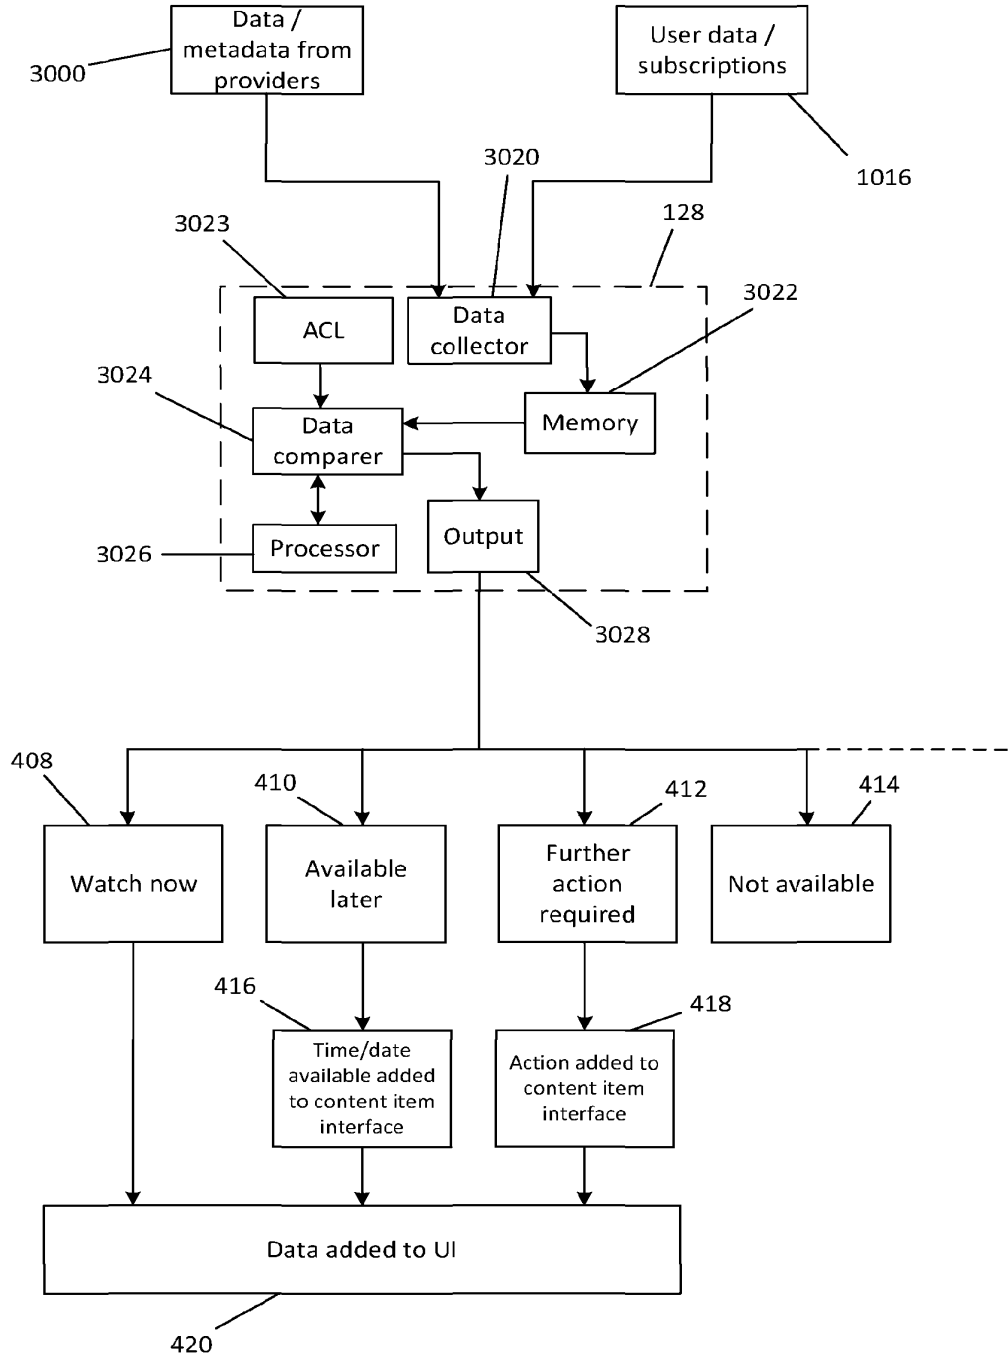 Data /
metadata from
providers
User data /
subscriptions
3000
1016
3020
3023
128
3022
ACL
Data
collector
3024
Data
comparer
Memory
3026
Processor
Output
3028
408
410
412
414
Watch now
Available
later
Further
action
required
Not available
416
418
Time/date
available added
to content item
interface
Action added to
content item
interface
Data added to UI
420